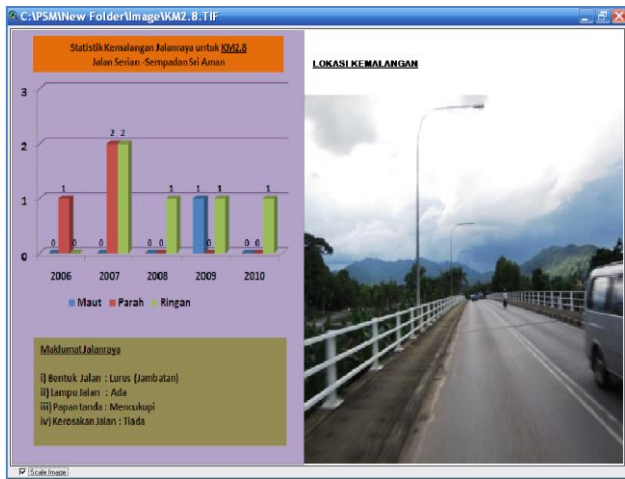 C:\PSM\New Folder\Image\KM2.8.TIF
Statistik Kemalangan Jalanraya untuk KM2.8
Jalan Serian -Sempadan Sri Aman
LOKASI KEMALANGAN
3
2
1
0
0 1 0
0 2 2
0 0 1
1 0 1
0 0 1
2006 2007 2008 2009 2010
Maut Parah Ringan
Maklumat Jalanraya
i) Bentuk Jalan : Lurus (Jambatan)
ii) Lampu Jalan : Ada
iii) Papan tanda : Mencukupi
iv) Kerosakan Jalan : Tiada
Scale Image